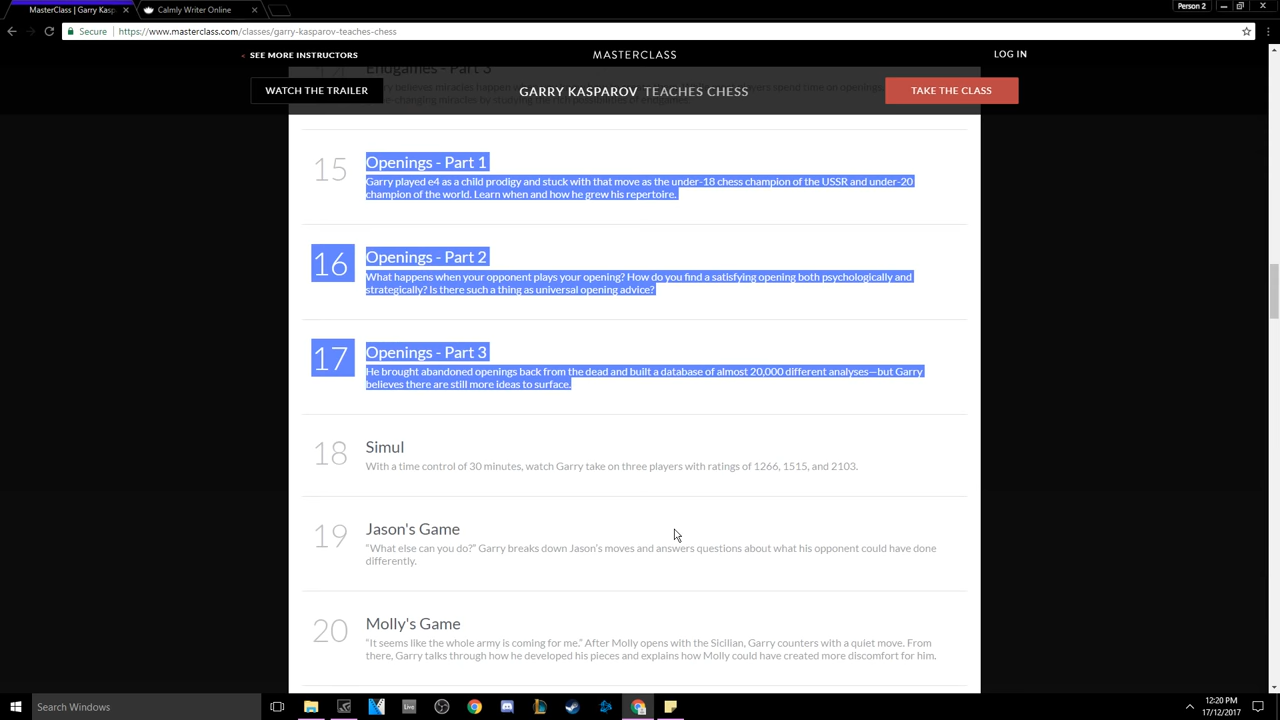 MasterClass | Garry Kasp
Calmly Writer Online
Person 2
Secure
https://www.masterclass.com/classes/garry-kasparov-teaches-chess
SEE MORE INSTRUCTORS
MASTERCLASS
LOG IN
Endgames - Part 3
WATCH THE TRAILER
GARRY KASPAROV TEACHES CHESS
TAKE THE CLASS
15
Openings - Part 1
Garry played e4 as a child prodigy and stuck with that move as the under-18 chess champion of the USSR and under-20
champion of the world. Learn when and how he grew his repertoire.
16
Openings - Part 2
What happens when your opponent plays your opening? How do you find a satisfying opening both psychologically and
strategically? Is there such a thing as universal opening advice?
17
Openings - Part 3
He brought abandoned openings back from the dead and built a database of almost 20,000 different analyses—but Garry
believes there are still more ideas to surface.
18
Simul
With a time control of 30 minutes, watch Garry take on three players with ratings of 1266, 1515, and 2103.
19
Jason's Game
“What else can you do?” Garry breaks down Jason’s moves and answers questions about what his opponent could have done
differently.
20
Molly's Game
“It seems like the whole army is coming for me.” After Molly opens with the Sicilian, Garry counters with a quiet move. From
there, Garry talks through how he developed his pieces and explains how Molly could have created more discomfort for him.
Search Windows
Live
12:20 PM
17/12/2017